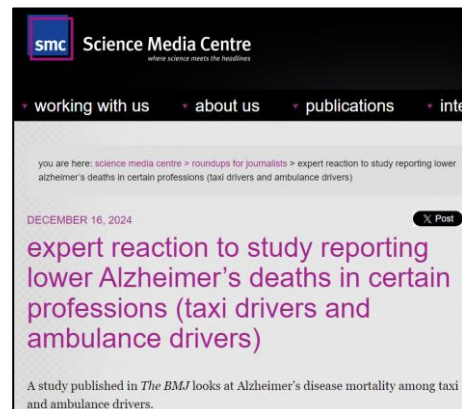 smc Science Media Centre
where science meets the headlines
working with us about us publications
you are here: science media centre > roundups for journalists > expert reaction to study reporting lower
alzheimer's deaths in certain professions (taxi drivers and ambulance drivers)
DECEMBER 16, 2024 X Post
expert reaction to study reporting
lower Alzheimer's deaths in certain
professions (taxi drivers and
ambulance drivers)
A study published in The BMJ looks at Alzheimer's disease mortality among taxi
and ambulance drivers.